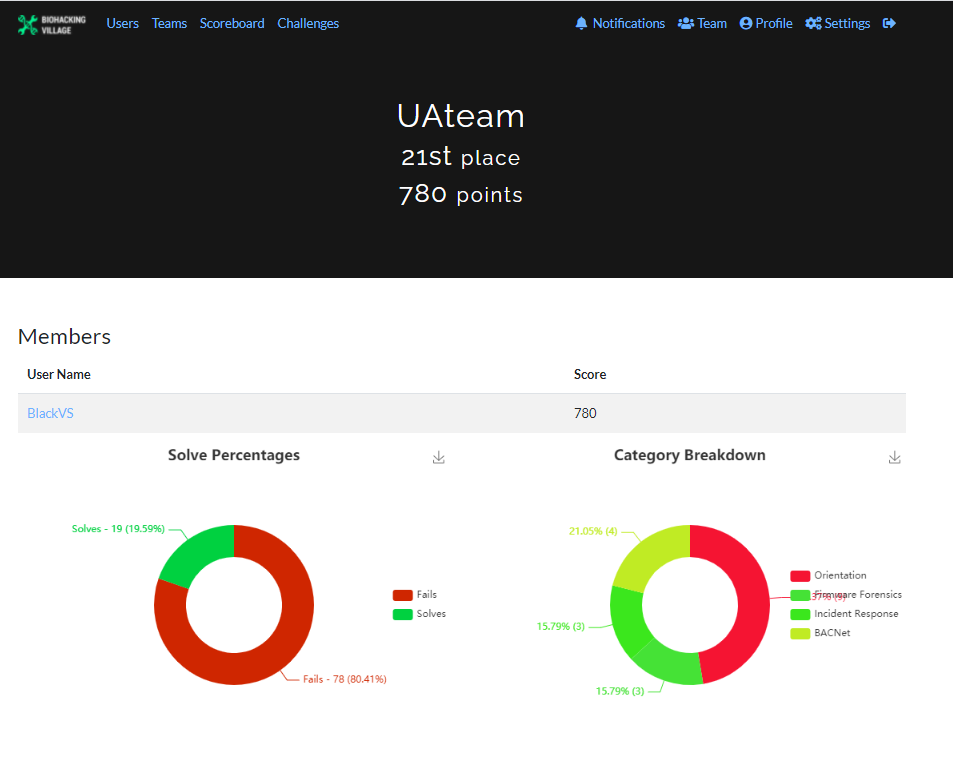 BIOHACKING
VILLAGE
Users Teams Scoreboard Challenges Notifications Team Profile Settings
UAteam
21st place
780 points
Members
User Name Score
BlackVS 780
Solve Percentages
Solves - 19 (19.59%)
Fails - 78 (80.41%)
Fails
Solves
Category Breakdown
21.05% (4)
15.79% (3)
15.79% (3)
Orientation
Firmware Forensics
Incident Response
BACNet